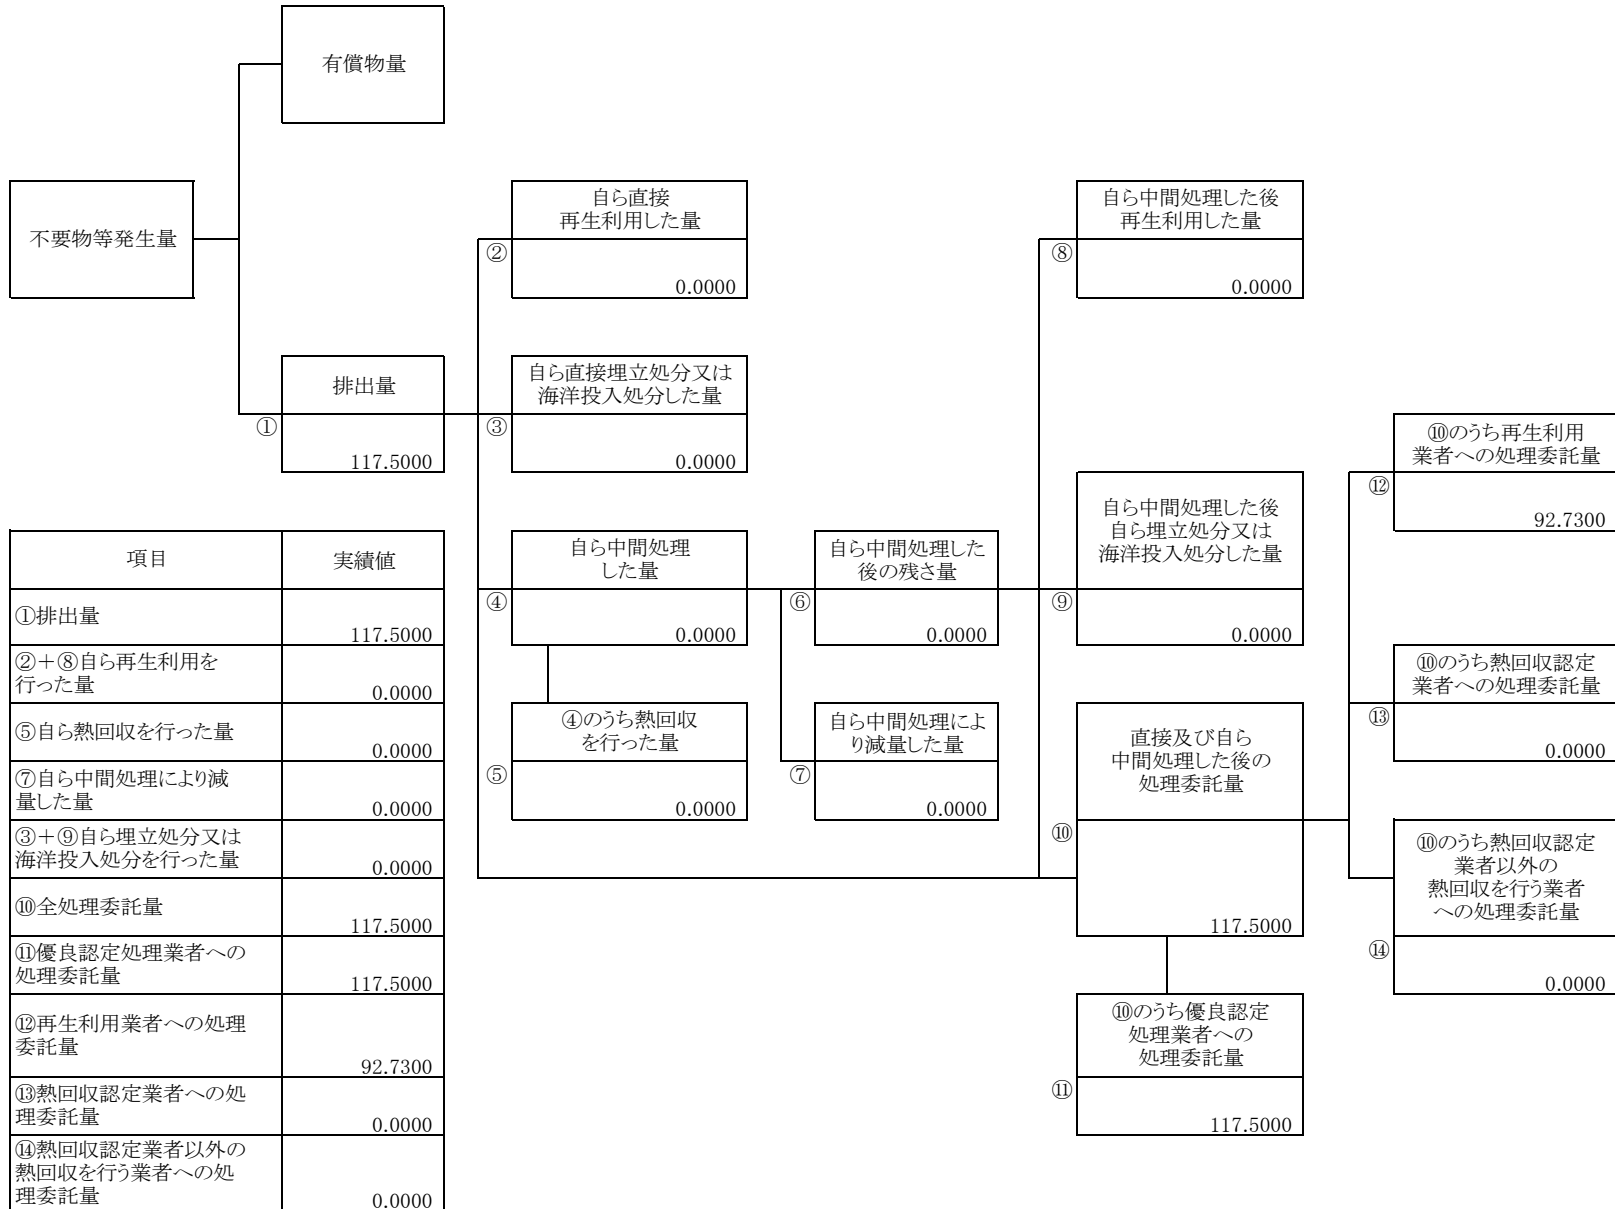 有償物量
不要物等発生量
自ら直接
再生利用した量
②
0.0000
自ら中間処理した後
再生利用した量
⑧
0.0000
排出量
①
117.5000
自ら直接埋立処分又は
海洋投入処分した量
③
0.0000
⑩のうち再生利用
業者への処理委託量
⑫
92.7300
自ら中間処理
した量
④
0.0000
自ら中間処理した
後の残さ量
⑥
0.0000
自ら中間処理した後
自ら埋立処分又は
海洋投入処分した量
⑨
0.0000
⑩のうち熱回収認定
業者への処理委託量
⑬
0.0000
④のうち熱回収
を行った量
⑤
0.0000
自ら中間処理によ
り減量した量
⑦
0.0000
直接及び自ら
中間処理した後の
処理委託量
⑩
117.5000
⑩のうち熱回収認定
業者以外の
熱回収を行う業者
への処理委託量
⑭
0.0000
⑩のうち優良認定
処理業者への
処理委託量
⑪
117.5000
項目
実績値
①排出量
117.5000
②＋⑧自ら再生利用を
行った量
0.0000
⑤自ら熱回収を行った量
0.0000
⑦自ら中間処理により減
量した量
0.0000
③＋⑨自ら埋立処分又は
海洋投入処分を行った量
0.0000
⑩全処理委託量
117.5000
⑪優良認定処理業者への
処理委託量
117.5000
⑫再生利用業者への処理
委託量
92.7300
⑬熱回収認定業者への処
理委託量
0.0000
⑭熱回収認定業者以外の
熱回収を行う業者への処
理委託量
0.0000